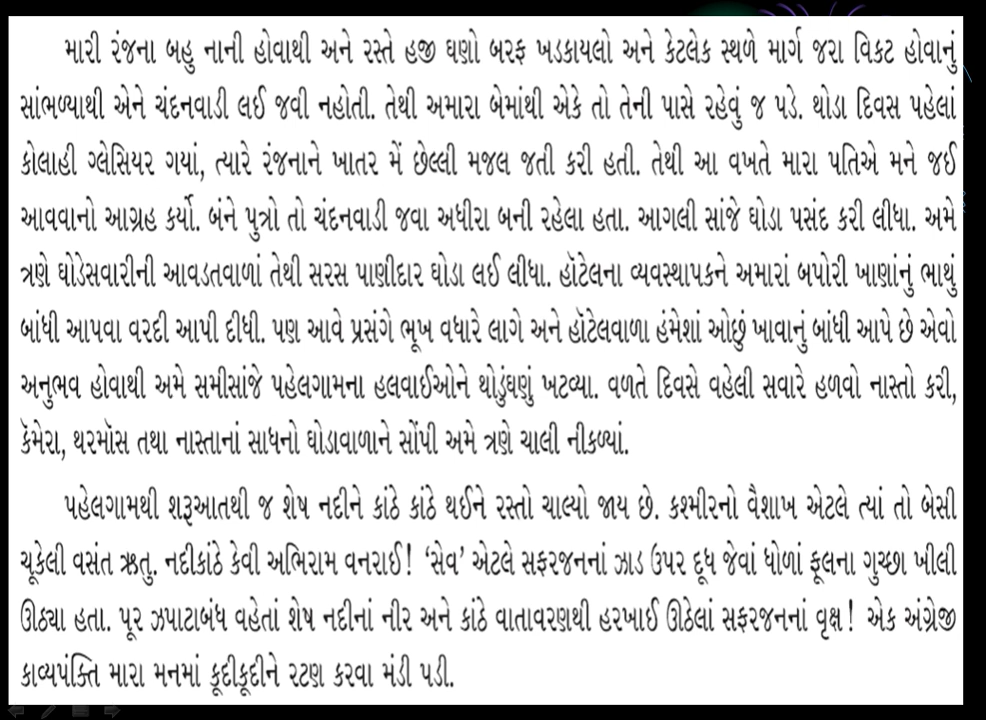 મારી રંજના બહુ નાની હોવાથી અને રસ્તે હજી ઘણો બરફ ખડકાયલો અને કેટલેક સ્થળે માર્ગ જરા વિકટ હોવાનું
સાંભળ્યાથી એને ચંદનવાડી લઈ જવી નહોતી. તેથી અમારા બેમાંથી એકે તો તેની પાસે રહેવું જ પડે. થોડા દિવસ પહેલાં
કોલાહી ગ્લેસિયર ગયાં, ત્યારે રંજનાને ખાતર મેં છેલ્લી મજલ જતી કરી હતી. તેથી આ વખતે મારા પતિએ મને જઈ
આવવાનો આગ્રહ કર્યો. બંને પુત્રો તો ચંદનવાડી જવા અધીરા બની રહેલા હતા. આગલી સાંજે ઘોડા પસંદ કરી લીધા. અમે
ત્રણે ઘોડેસવારીની આવડતવાળાં તેથી સરસ પાણીદાર ઘોડા લઈ લીધા. હૉટેલના વ્યવસ્થાપકને અમારાં બપોરી ખાણાંનું ભાથું
બાંધી આપવા વરદી આપી દીધી. પણ આવે પ્રસંગે ભૂખ વધારે લાગે અને હૉટેલવાળા હંમેશાં ઓછું ખાવાનું બાંધી આપે છે એવો
અનુભવ હોવાથી અમે સમીસાંજે પહેલગામના હલવાઈઓને થોડુંઘણું ખટવ્યા. વળતે દિવસે વહેલી સવારે હળવો નાસ્તો કરી,
કૅમેરા, થરમૉસ તથા નાસ્તાનાં સાધનો ઘોડાવાળાને સોંપી અમે ત્રણે ચાલી નીકળ્યાં.
પહેલગામથી શરૂઆતથી જ શેષ નદીને કાંઠે કાંઠે થઈને રસ્તો ચાલ્યો જાય છે. કશ્મીરનો વૈશાખ એટલે ત્યાં તો બેસી
ચૂકેલી વસંત ઋતુ. નદીકાંઠે કેવી અભિરામ વનરાઈ! ‘સેવ’ એટલે સફરજનનાં ઝાડ ઉપર દૂધ જેવાં ધોળાં ફૂલના ગુચ્છા ખીલી
ઊઠ્યા હતા. પૂર ઝપાટાબંધ વહેતાં શેષ નદીનાં નીર અને કાંઠે વાતાવરણથી હરખાઈ ઊઠેલાં સફરજનનાં વૃક્ષ! એક અંગ્રેજી
કાવ્યપંક્તિ મારા મનમાં કૂદીકૂદીને રટણ કરવા મંડી પડી.